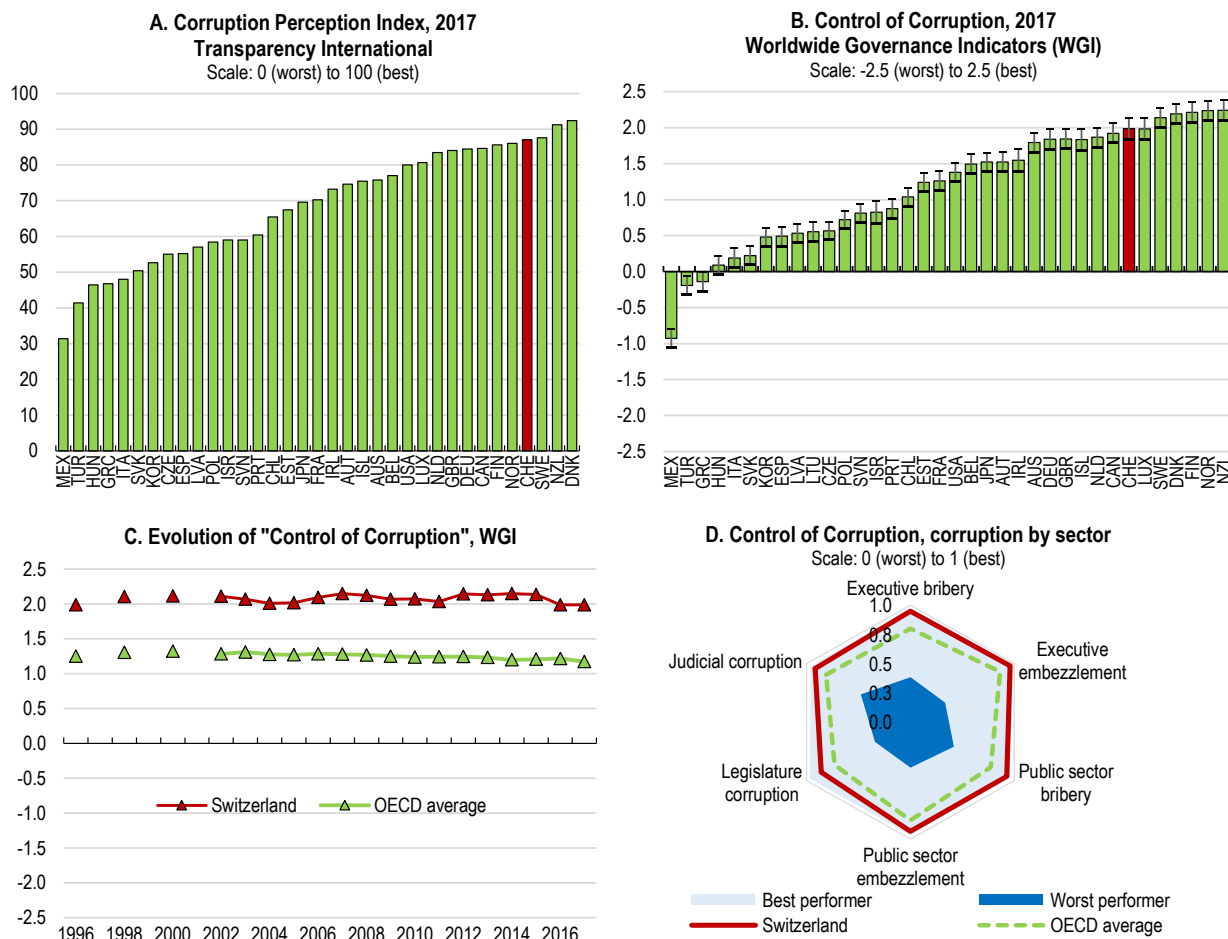 A. Corruption Perception Index, 2017
Transparency International
Scale: 0 (worst) to 100 (best)
100
90
80
70
60
50
40
30
20
10
0
MEX
TUR
HUN
GRC
ITA
SVK
KOR
CZE
ESP
LVA
POL
ISR
SVN
PRT
CHL
EST
JPN
FRA
IRL
AUT
ISL
AUS
BEL
USA
LUX
NLD
GBR
DEU
CAN
FIN
NOR
CHE
SWE
NZL
DNK
B. Control of Corruption, 2017
Worldwide Governance Indicators (WGI)
Scale: -2.5 (worst) to 2.5 (best)
2.5
2.0
1.5
1.0
0.5
0.0
-0.5
-1.0
-1.5
-2.0
-2.5
MEX
TUR
GRC
HUN
ITA
SVK
KOR
ESP
LVA
LTU
CZE
POL
SVN
ISR
PRT
CHL
EST
FRA
USA
BEL
JPN
AUT
IRL
AUS
DEU
GBR
ISL
NLD
CAN
CHE
LUX
SWE
DNK
FIN
NOR
NZL
C. Evolution of "Control of Corruption", WGI
2.5
2.0
1.5
1.0
0.5
0.0
-0.5
-1.0
-1.5
-2.0
-2.5
Switzerland
OECD average
1996
1998
2000
2002
2004
2006
2008
2010
2012
2014
2016
D. Control of Corruption, corruption by sector
Scale: 0 (worst) to 1 (best)
Executive bribery
1.0
0.8
0.5
0.3
0.0
Executive
embezzlement
Public sector
bribery
Public sector
embezzlement
Legislature
corruption
Judicial corruption
Best performer
Worst performer
Switzerland
OECD average